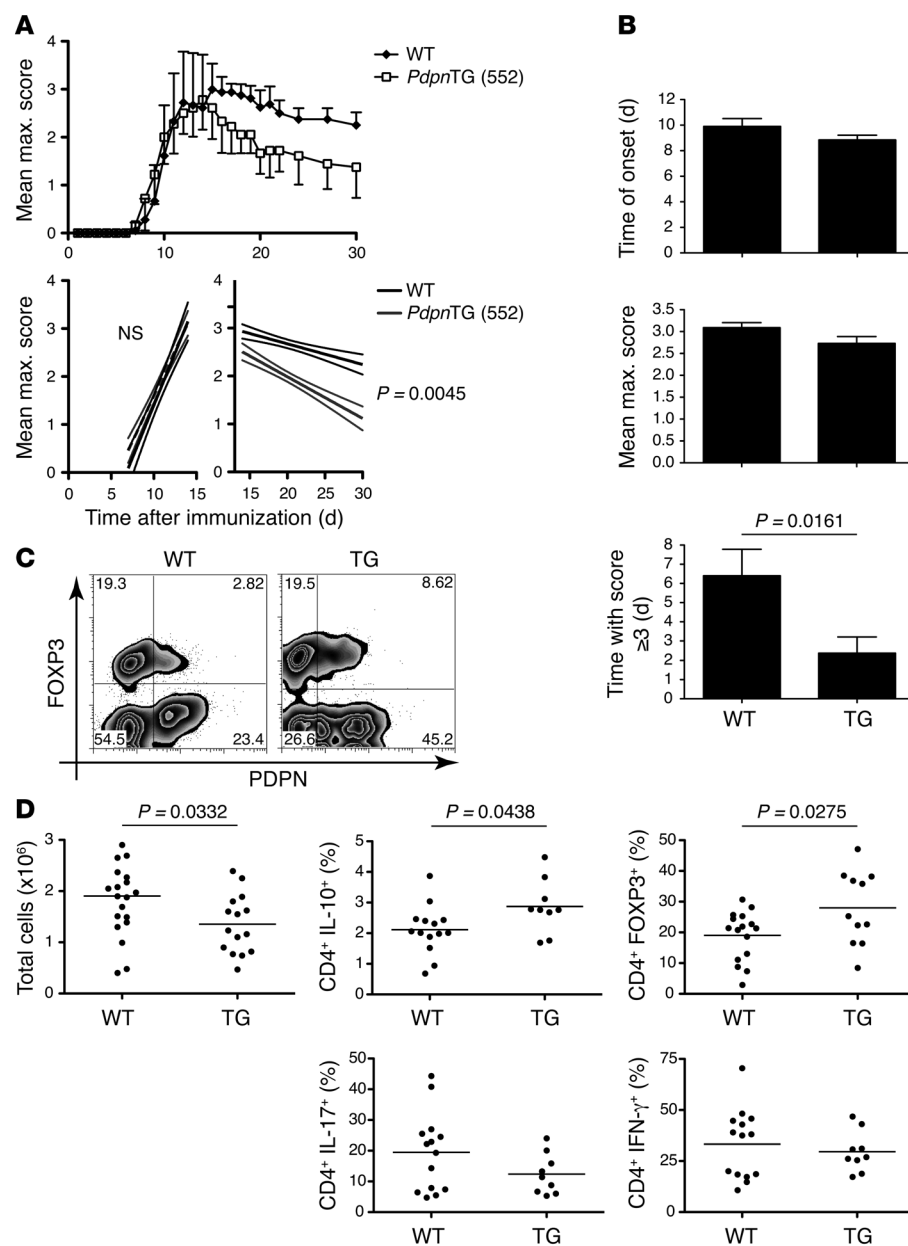 A
Mean max. score
4
3
2
1
0
0 10 20 30
WT
PdpnTG (552)
Mean max. score
4
3
2
1
0
NS
0 5 10 15
4
3
2
1
0
15 20 25 30
WT
PdpnTG (552)
P = 0.0045
Time after immunization (d)
B
Time of onset (d)
12
10
8
6
4
2
0
Mean max. score
3.5
3.0
2.5
2.0
1.5
1.0
0.5
0.0
P = 0.0161
Time with score
≥3 (d)
8
7
6
5
4
3
2
1
0
WT TG
C
WT TG
FOXP3
19.3 2.82
54.5 23.4
19.5 8.62
26.6 45.2
PDPN
D
P = 0.0332
Total cells (x10⁶)
3
2
1
0
WT TG
P = 0.0438
CD4⁺ IL-10⁺ (%)
5
4
3
2
1
0
WT TG
P = 0.0275
CD4⁺ FOXP3⁺ (%)
50
40
30
20
10
0
WT TG
CD4⁺ IL-17⁺ (%)
50
40
30
20
10
0
WT TG
CD4⁺ IFN-γ⁺ (%)
75
50
25
0
WT TG